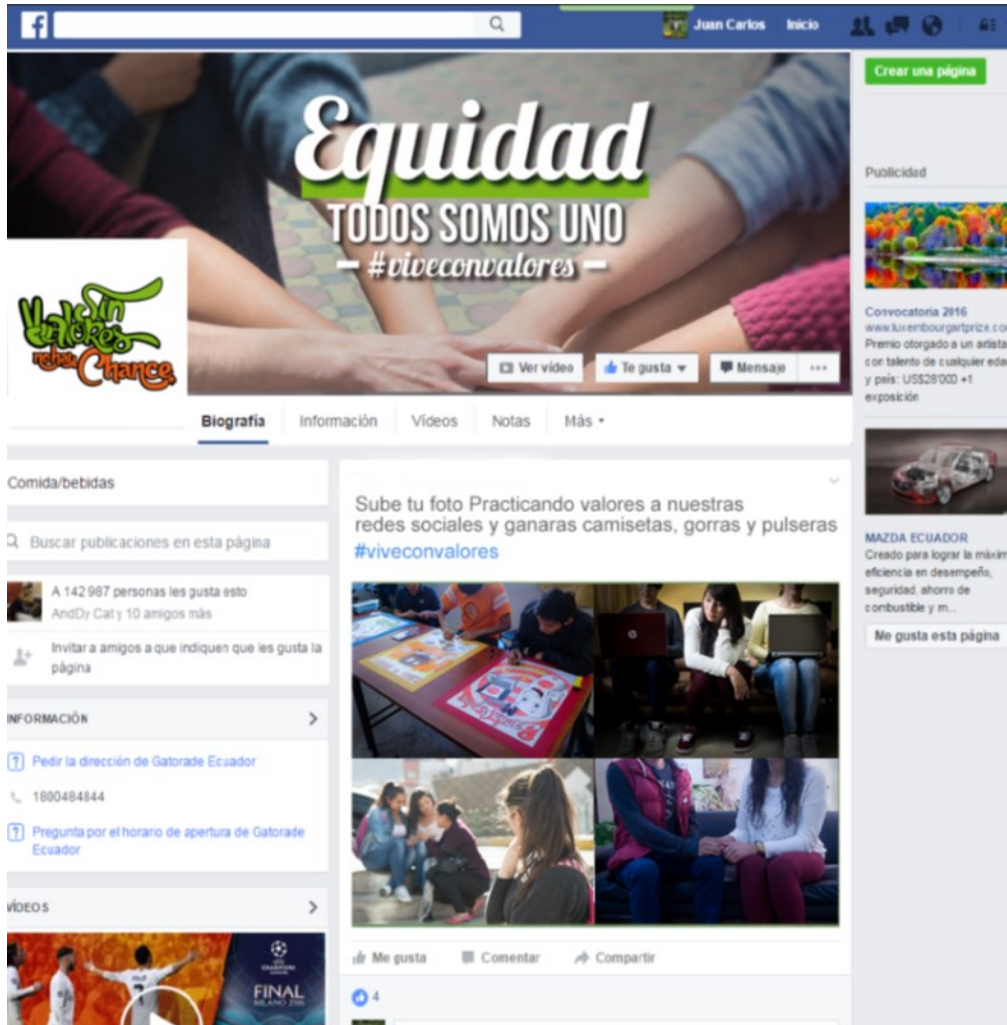 Juan Carlos
Inicio
Equidad
TODOS SOMOS UNO
#viveconvalores
Sin
Valores
no hay
Chance
Ver vídeo
Te gusta
Mensaje
Biografía
Información
Vídeos
Notas
Más
Crear una página
Publicidad
Convocatoria 2016
www.luxembourgartprize.com
Premio otorgado a un artista
con talento de cualquier edad
y país: US$28'000 +1
exposición
MAZDA ECUADOR
Creado para lograr la máxim
eficiencia en desempeño,
seguridad, ahorro de
combustible y m...
Me gusta esta página
Comida/bebidas
Buscar publicaciones en esta página
A 142 987 personas les gusta esto
AndDy Cat y 10 amigos más
Invitar a amigos a que indiquen que les gusta la
página
INFORMACIÓN
Pedir la dirección de Gatorade Ecuador
1800484844
Pregunta por el horario de apertura de Gatorade
Ecuador
VÍDEOS
CHAMPIONS
LEAGUE
FINAL
MILANO 2016
Sube tu foto Practicando valores a nuestras
redes sociales y ganaras camisetas, gorras y pulseras
#viveconvalores
Me gusta
Comentar
Compartir
4